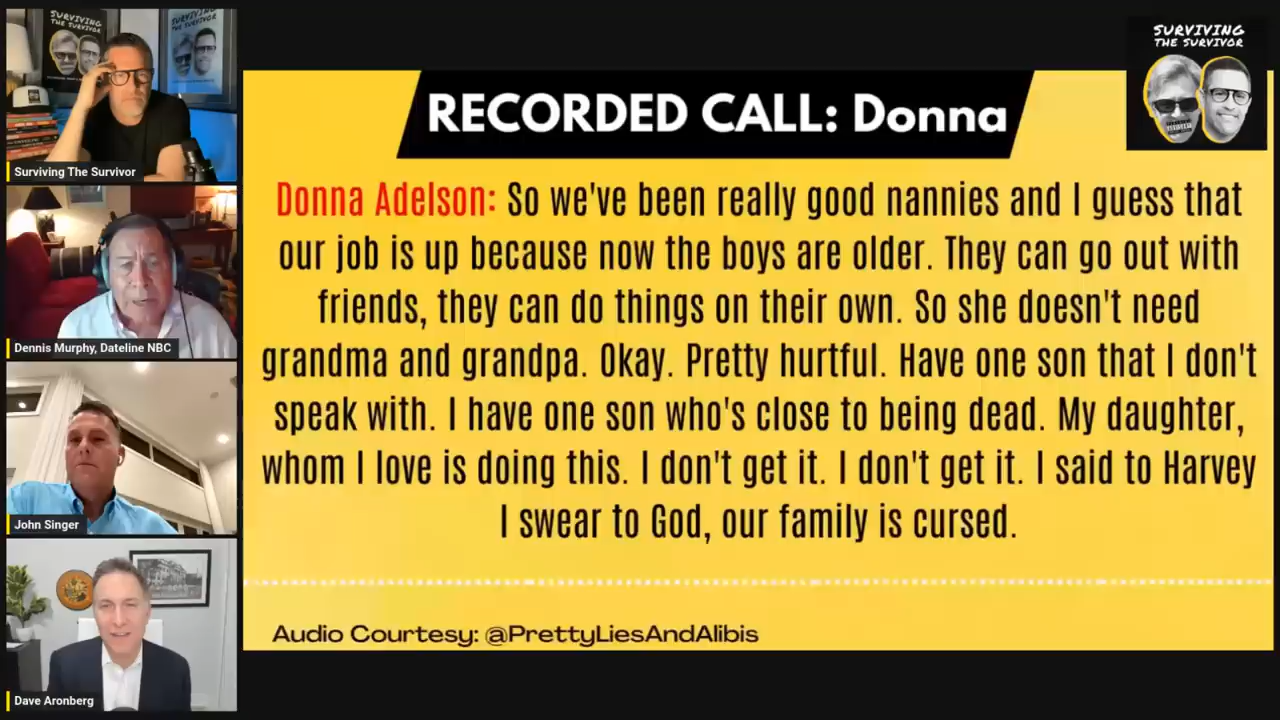 SURVIVING
THE SURVIVOR
RECORDED CALL: Donna
Donna Adelson: So we've been really good nannies and I guess that
our job is up because now the boys are older. They can go out with
friends, they can do things on their own. So she doesn't need
grandma and grandpa. Okay. Pretty hurtful. Have one son that I don't
speak with. I have one son who's close to being dead. My daughter,
whom I love is doing this. I don't get it. I don't get it. I said to Harvey
I swear to God, our family is cursed.
Audio Courtesy: @PrettyLiesAndAlibis
SURVIVING
THE SURVIVOR
Surviving The Survivor
Dennis Murphy, Dateline NBC
John Singer
Dave Aronberg